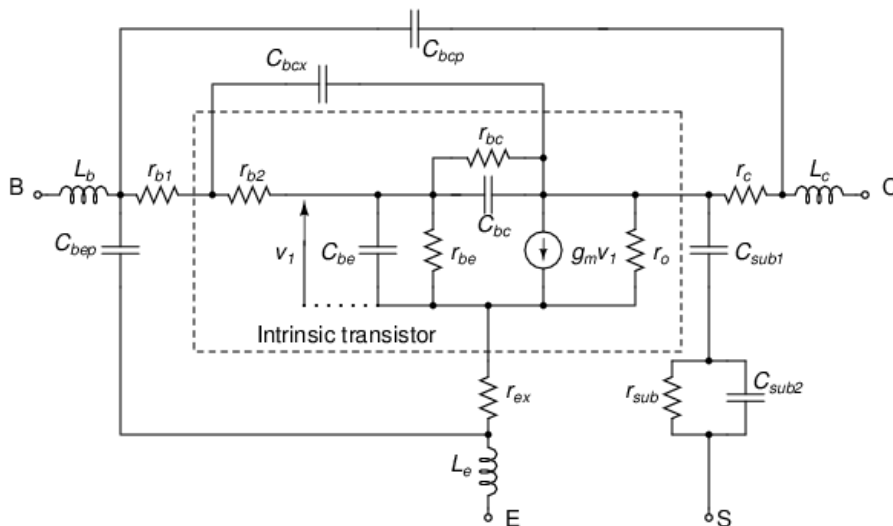 C_bcp
C_bcx
r_bc
L_b r_b1 r_b2 r_c L_c
B C
C_bc
C_bep v_1 C_be r_be g_m v_1 r_o C_sub1
Intrinsic transistor
r_ex r_sub C_sub2
L_e
E S